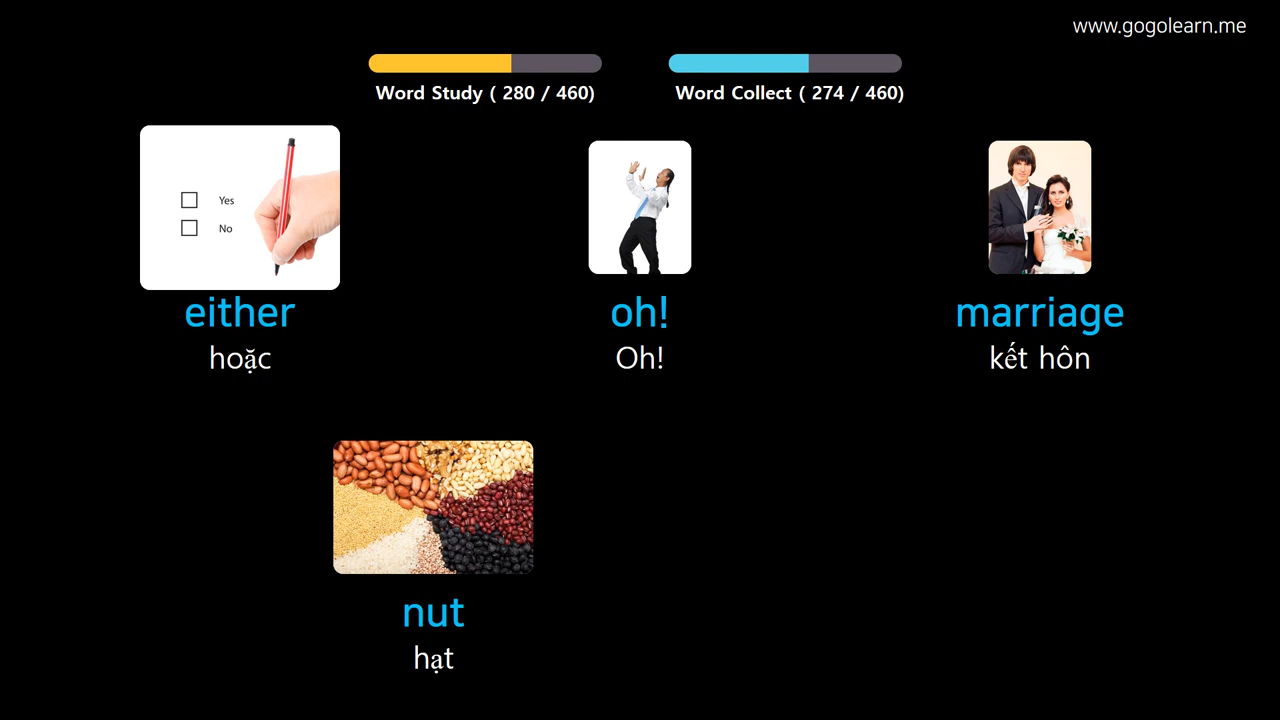 www.gogolearn.me
Word Study ( 280 / 460)
Word Collect ( 274 / 460)
Yes
No
either
hoặc
oh!
Oh!
marriage
kết hôn
nut
hạt